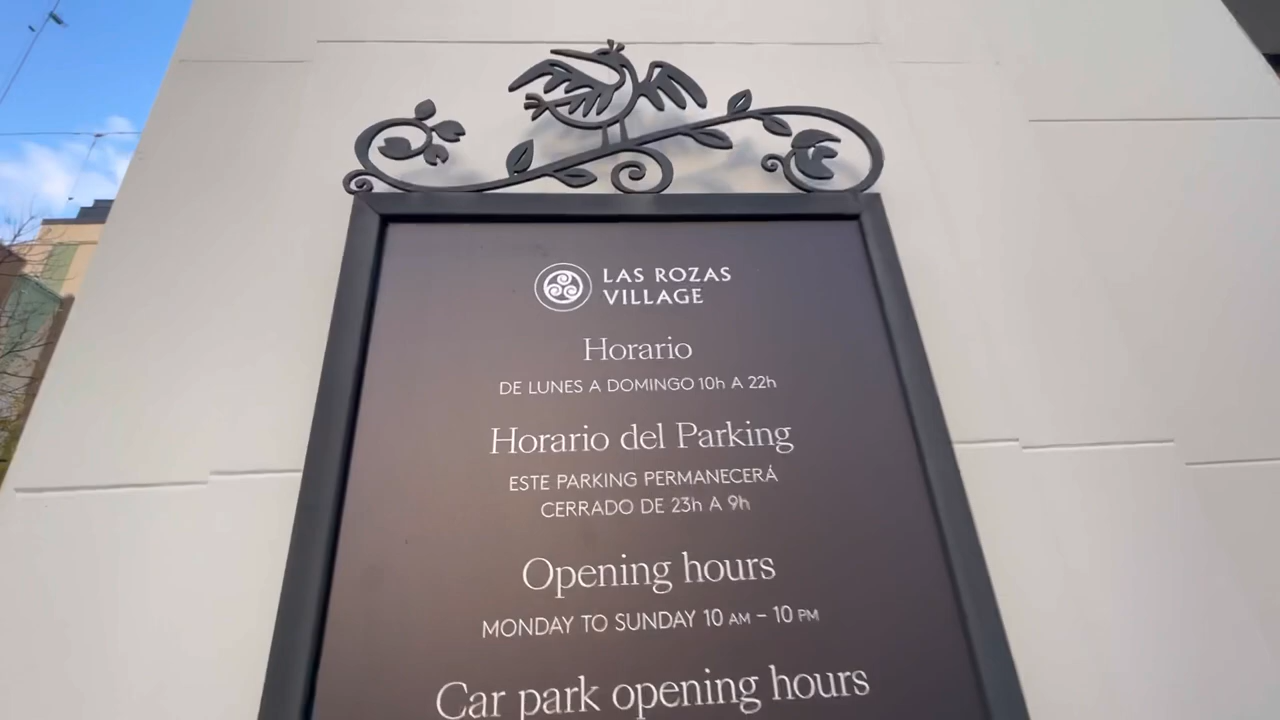 LAS ROZAS
VILLAGE
Horario
DE LUNES A DOMINGO 10h A 22h
Horario del Parking
ESTE PARKING PERMANECERÁ
CERRADO DE 23h A 9h
Opening hours
MONDAY TO SUNDAY 10 AM – 10 PM
Car park opening hours